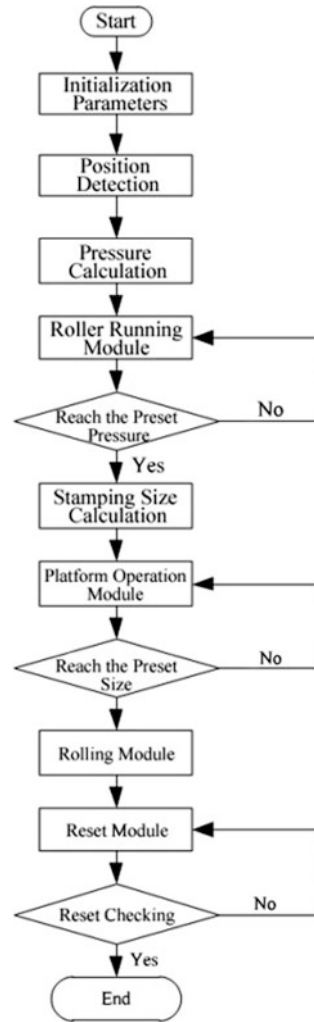 Start
Initialization
Parameters
Position
Detection
Pressure
Calculation
Roller Running
Module
Reach the Preset
Pressure
No
Yes
Stamping Size
Calculation
Platform Operation
Module
Reach the Preset
Size
No
Rolling Module
Reset Module
Reset Checking
No
Yes
End